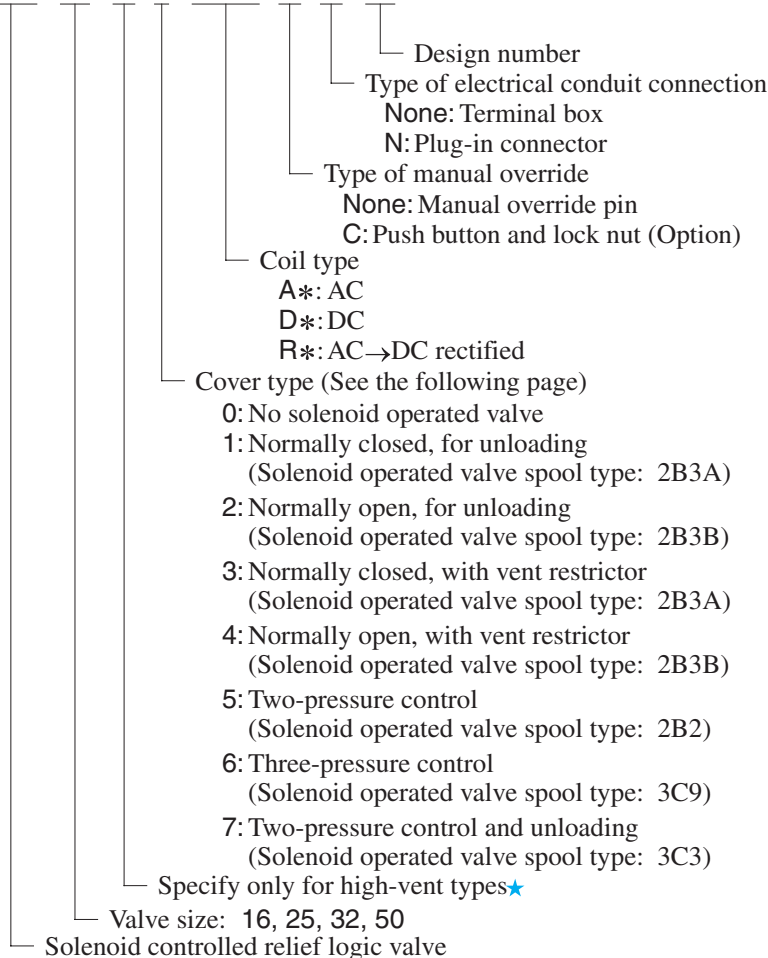 Design number
Type of electrical conduit connection
None: Terminal box
N: Plug-in connector
Type of manual override
None: Manual override pin
C: Push button and lock nut (Option)
Coil type
A*: AC
D*: DC
R*: AC→DC rectified
Cover type (See the following page)
0: No solenoid operated valve
1: Normally closed, for unloading
(Solenoid operated valve spool type: 2B3A)
2: Normally open, for unloading
(Solenoid operated valve spool type: 2B3B)
3: Normally closed, with vent restrictor
(Solenoid operated valve spool type: 2B3A)
4: Normally open, with vent restrictor
(Solenoid operated valve spool type: 2B3B)
5: Two-pressure control
(Solenoid operated valve spool type: 2B2)
6: Three-pressure control
(Solenoid operated valve spool type: 3C9)
7: Two-pressure control and unloading
(Solenoid operated valve spool type: 3C3)
Specify only for high-vent types★
Valve size: 16, 25, 32, 50
Solenoid controlled relief logic valve